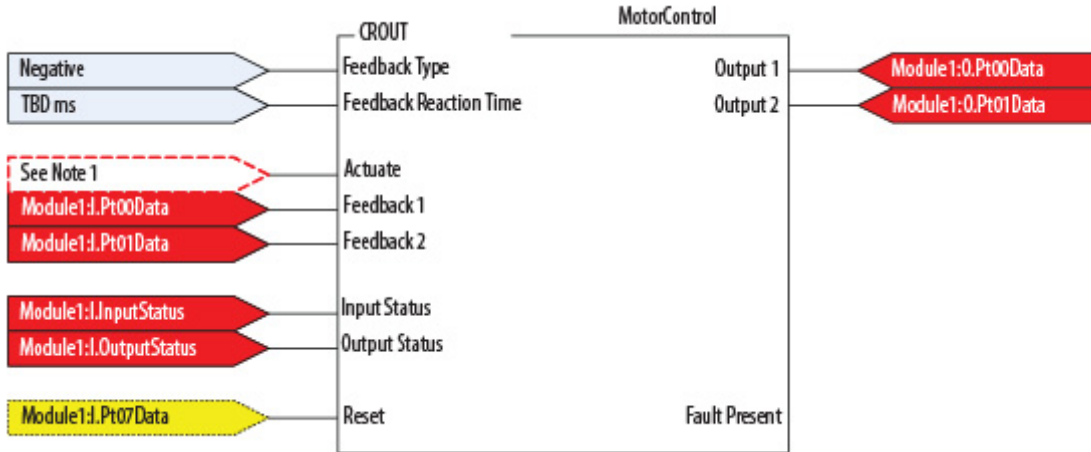 MotorControl
CROUT
Negative
Feedback Type
Output 1
Module1:O.Pt00Data
TBD ms
Feedback Reaction Time
Output 2
Module1:O.Pt01Data
See Note 1
Actuate
Module1:I.Pt00Data
Feedback 1
Module1:I.Pt01Data
Feedback 2
Module1:I.InputStatus
Input Status
Module1:I.OutputStatus
Output Status
Module1:I.Pt07Data
Reset
Fault Present